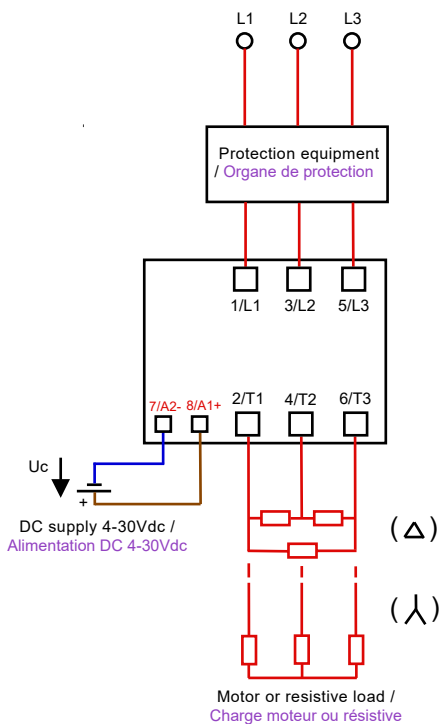 L1 L2 L3
Protection equipment
/ Organe de protection
1/L1 3/L2 5/L3
7/A2- 8/A1+ 2/T1 4/T2 6/T3
Uc
+
DC supply 4-30Vdc /
Alimentation DC 4-30Vdc
(△)
(⅄)
Motor or resistive load /
Charge moteur ou résistive